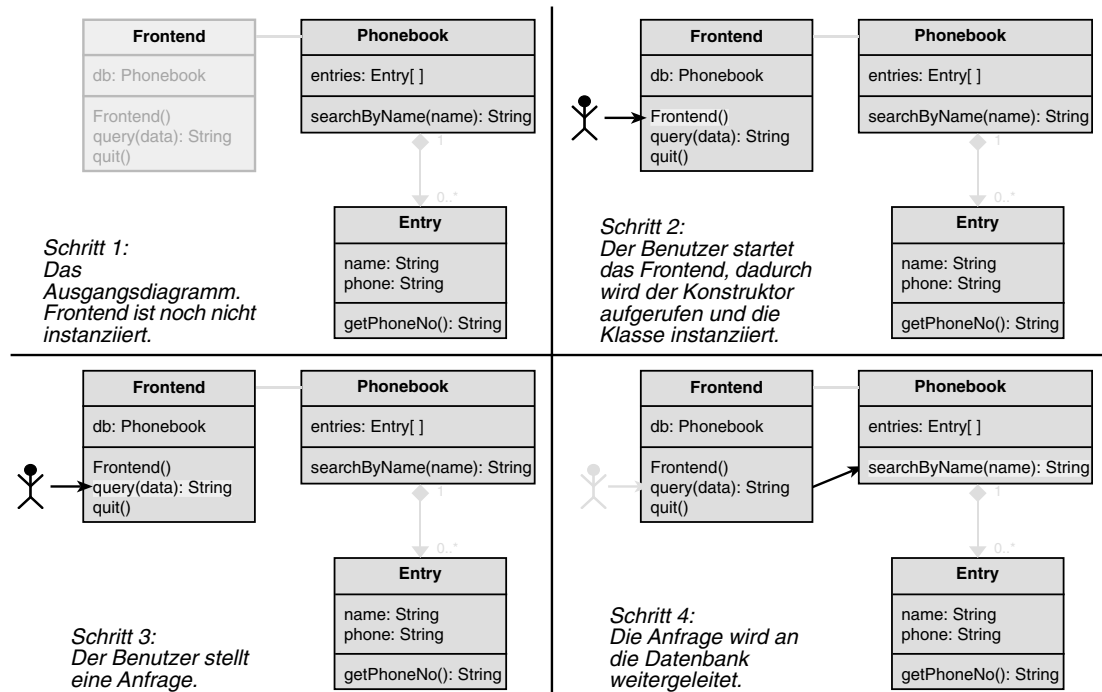 Frontend
db: Phonebook
Frontend()
query(data): String
quit()
Phonebook
entries: Entry[ ]
searchByName(name): String
1
0..*
Entry
name: String
phone: String
getPhoneNo(): String
Schritt 1:
Das
Ausgangsdiagramm.
Frontend ist noch nicht
instanziiert.
Frontend
db: Phonebook
Frontend()
query(data): String
quit()
Phonebook
entries: Entry[ ]
searchByName(name): String
1
0..*
Entry
name: String
phone: String
getPhoneNo(): String
Schritt 2:
Der Benutzer startet
das Frontend, dadurch
wird der Konstruktor
aufgerufen und die
Klasse instanziiert.
Frontend
db: Phonebook
Frontend()
query(data): String
quit()
Phonebook
entries: Entry[ ]
searchByName(name): String
1
0..*
Entry
name: String
phone: String
getPhoneNo(): String
Schritt 3:
Der Benutzer stellt
eine Anfrage.
Frontend
db: Phonebook
Frontend()
query(data): String
quit()
Phonebook
entries: Entry[ ]
searchByName(name): String
1
0..*
Entry
name: String
phone: String
getPhoneNo(): String
Schritt 4:
Die Anfrage wird an
die Datenbank
weitergeleitet.